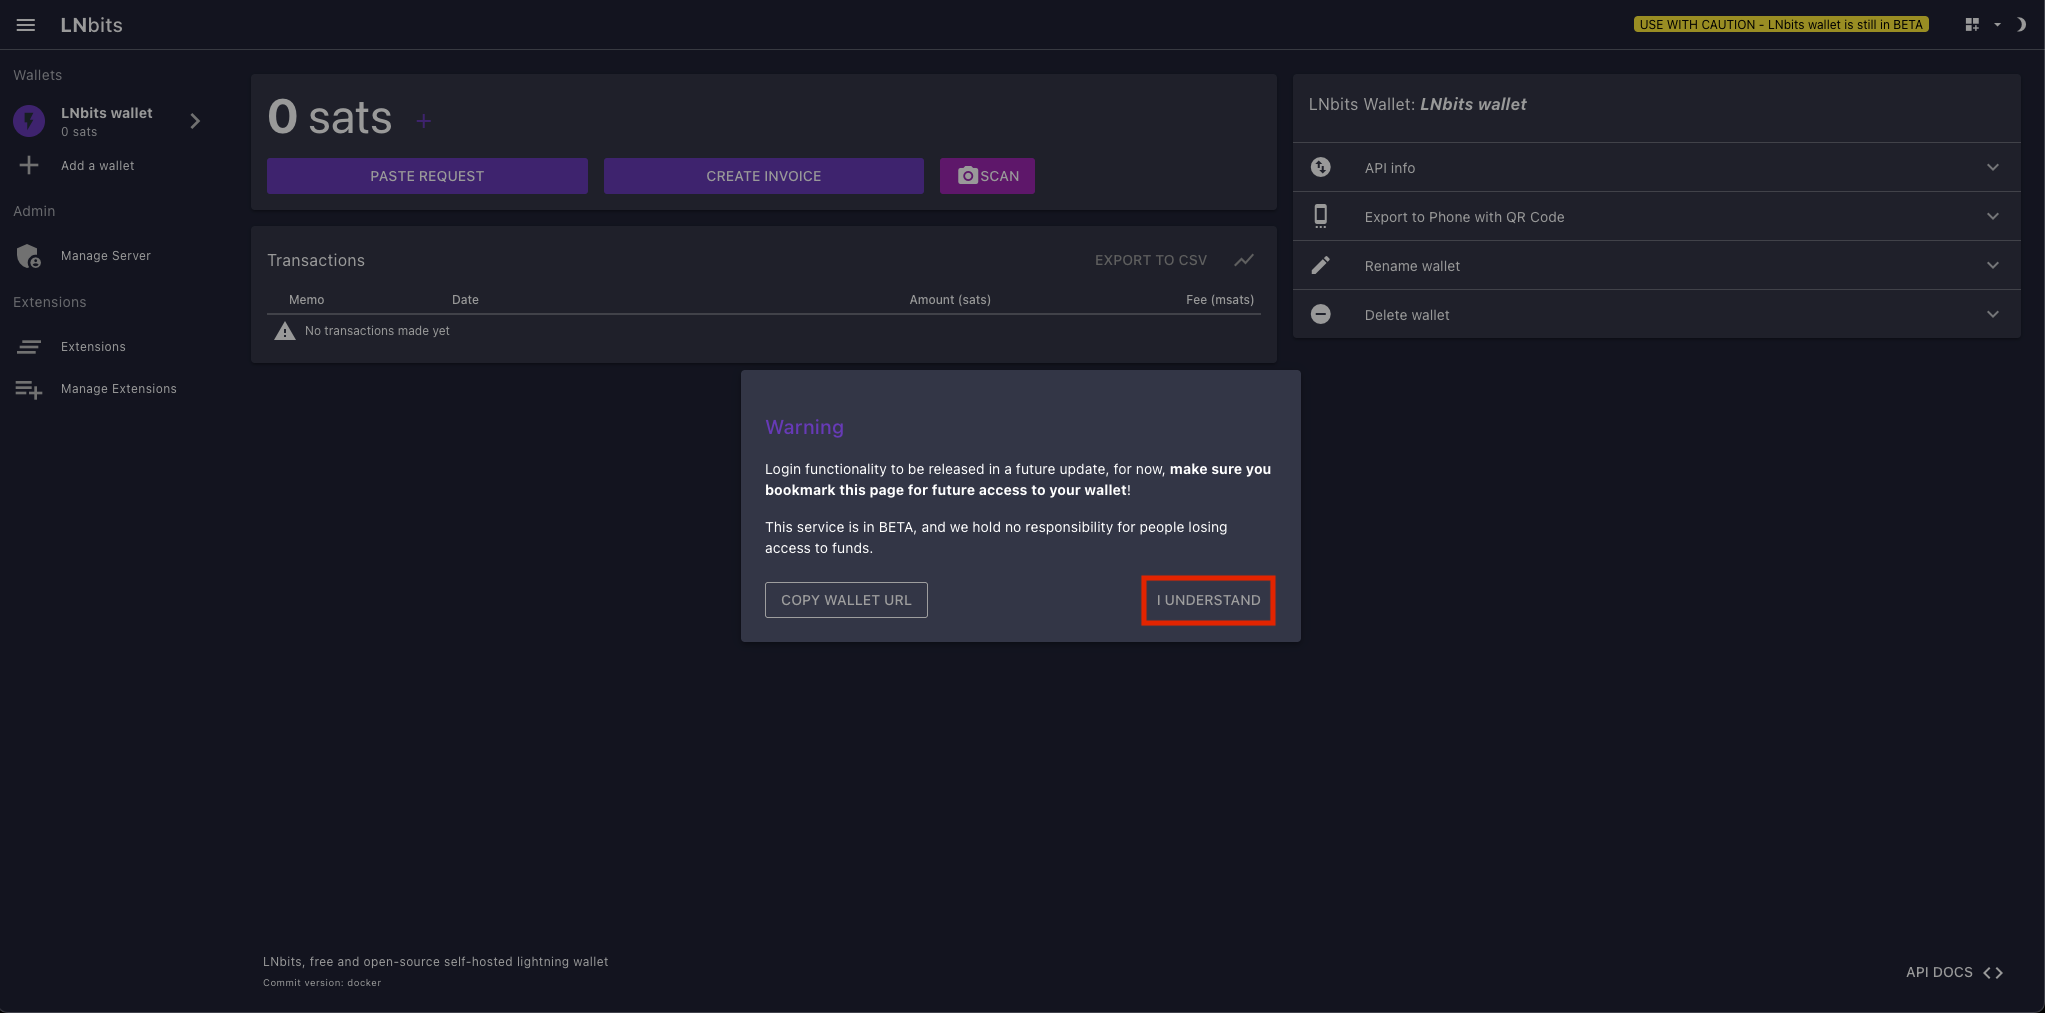 LNbits
USE WITH CAUTION - LNbits wallet is still in BETA
Wallets
LNbits wallet
0 sats
Add a wallet
Admin
Manage Server
Extensions
Extensions
Manage Extensions
0 sats +
PASTE REQUEST
CREATE INVOICE
SCAN
Transactions
EXPORT TO CSV
Memo Date Amount (sats) Fee (msats)
No transactions made yet
LNbits Wallet: LNbits wallet
API info
Export to Phone with QR Code
Rename wallet
Delete wallet
Warning
Login functionality to be released in a future update, for now, make sure you
bookmark this page for future access to your wallet!
This service is in BETA, and we hold no responsibility for people losing
access to funds.
COPY WALLET URL
I UNDERSTAND
LNbits, free and open-source self-hosted lightning wallet
Commit version: docker
API DOCS